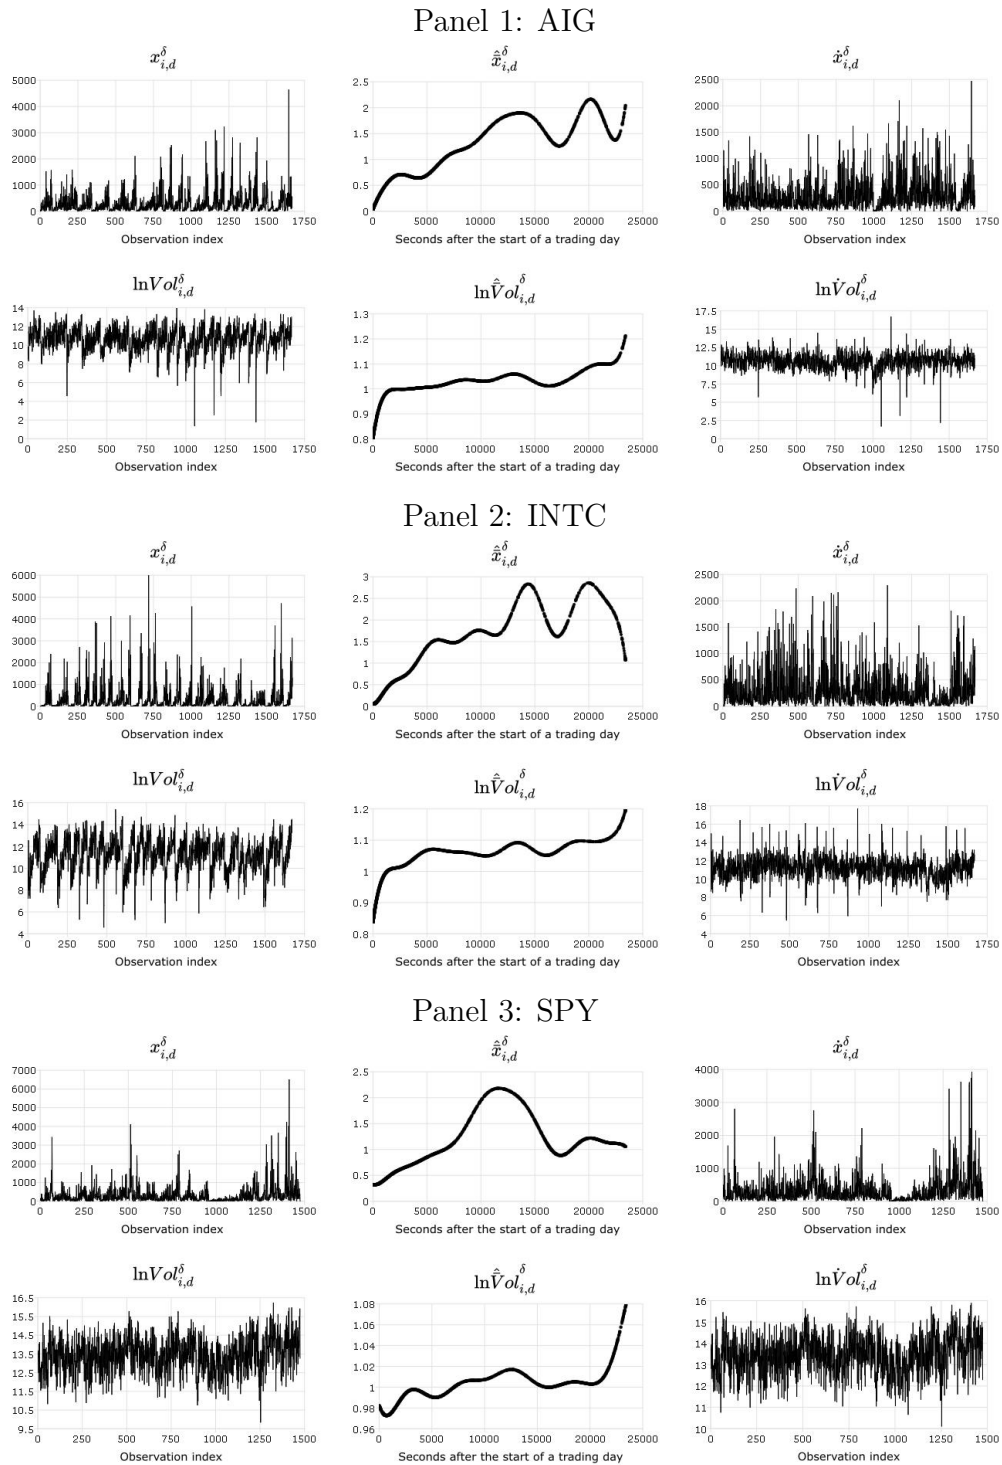 Panel 1: AIG
x^δ_{i,d}
5000
4000
3000
2000
1000
0
0 250 500 750 1000 1250 1500 1750
Observation index
x̄̂^δ_{i,d}
2.5
2
1.5
1
0.5
0
0 5000 10000 15000 20000 25000
Seconds after the start of a trading day
ẋ^δ_{i,d}
2500
2000
1500
1000
500
0
0 250 500 750 1000 1250 1500 1750
Observation index
lnVol^δ_{i,d}
14
12
10
8
6
4
2
0
0 250 500 750 1000 1250 1500 1750
Observation index
lnV̄̂ol^δ_{i,d}
1.3
1.2
1.1
1
0.9
0.8
0 5000 10000 15000 20000 25000
Seconds after the start of a trading day
lnV̇ol^δ_{i,d}
17.5
15
12.5
10
7.5
5
2.5
0
0 250 500 750 1000 1250 1500 1750
Observation index
Panel 2: INTC
x^δ_{i,d}
6000
5000
4000
3000
2000
1000
0
0 250 500 750 1000 1250 1500 1750
Observation index
x̄̂^δ_{i,d}
3
2.5
2
1.5
1
0.5
0
0 5000 10000 15000 20000 25000
Seconds after the start of a trading day
ẋ^δ_{i,d}
2500
2000
1500
1000
500
0
0 250 500 750 1000 1250 1500 1750
Observation index
lnVol^δ_{i,d}
16
14
12
10
8
6
4
0 250 500 750 1000 1250 1500 1750
Observation index
lnV̄̂ol^δ_{i,d}
1.2
1.1
1
0.9
0.8
0 5000 10000 15000 20000 25000
Seconds after the start of a trading day
lnV̇ol^δ_{i,d}
18
16
14
12
10
8
6
4
0 250 500 750 1000 1250 1500 1750
Observation index
Panel 3: SPY
x^δ_{i,d}
7000
6000
5000
4000
3000
2000
1000
0
0 250 500 750 1000 1250 1500
Observation index
x̄̂^δ_{i,d}
2.5
2
1.5
1
0.5
0
0 5000 10000 15000 20000 25000
Seconds after the start of a trading day
ẋ^δ_{i,d}
4000
3000
2000
1000
0
0 250 500 750 1000 1250 1500
Observation index
lnVol^δ_{i,d}
16.5
15.5
14.5
13.5
12.5
11.5
10.5
9.5
0 250 500 750 1000 1250 1500
Observation index
lnV̄̂ol^δ_{i,d}
1.08
1.06
1.04
1.02
1
0.98
0.96
0 5000 10000 15000 20000 25000
Seconds after the start of a trading day
lnV̇ol^δ_{i,d}
16
15
14
13
12
11
10
0 250 500 750 1000 1250 1500
Observation index